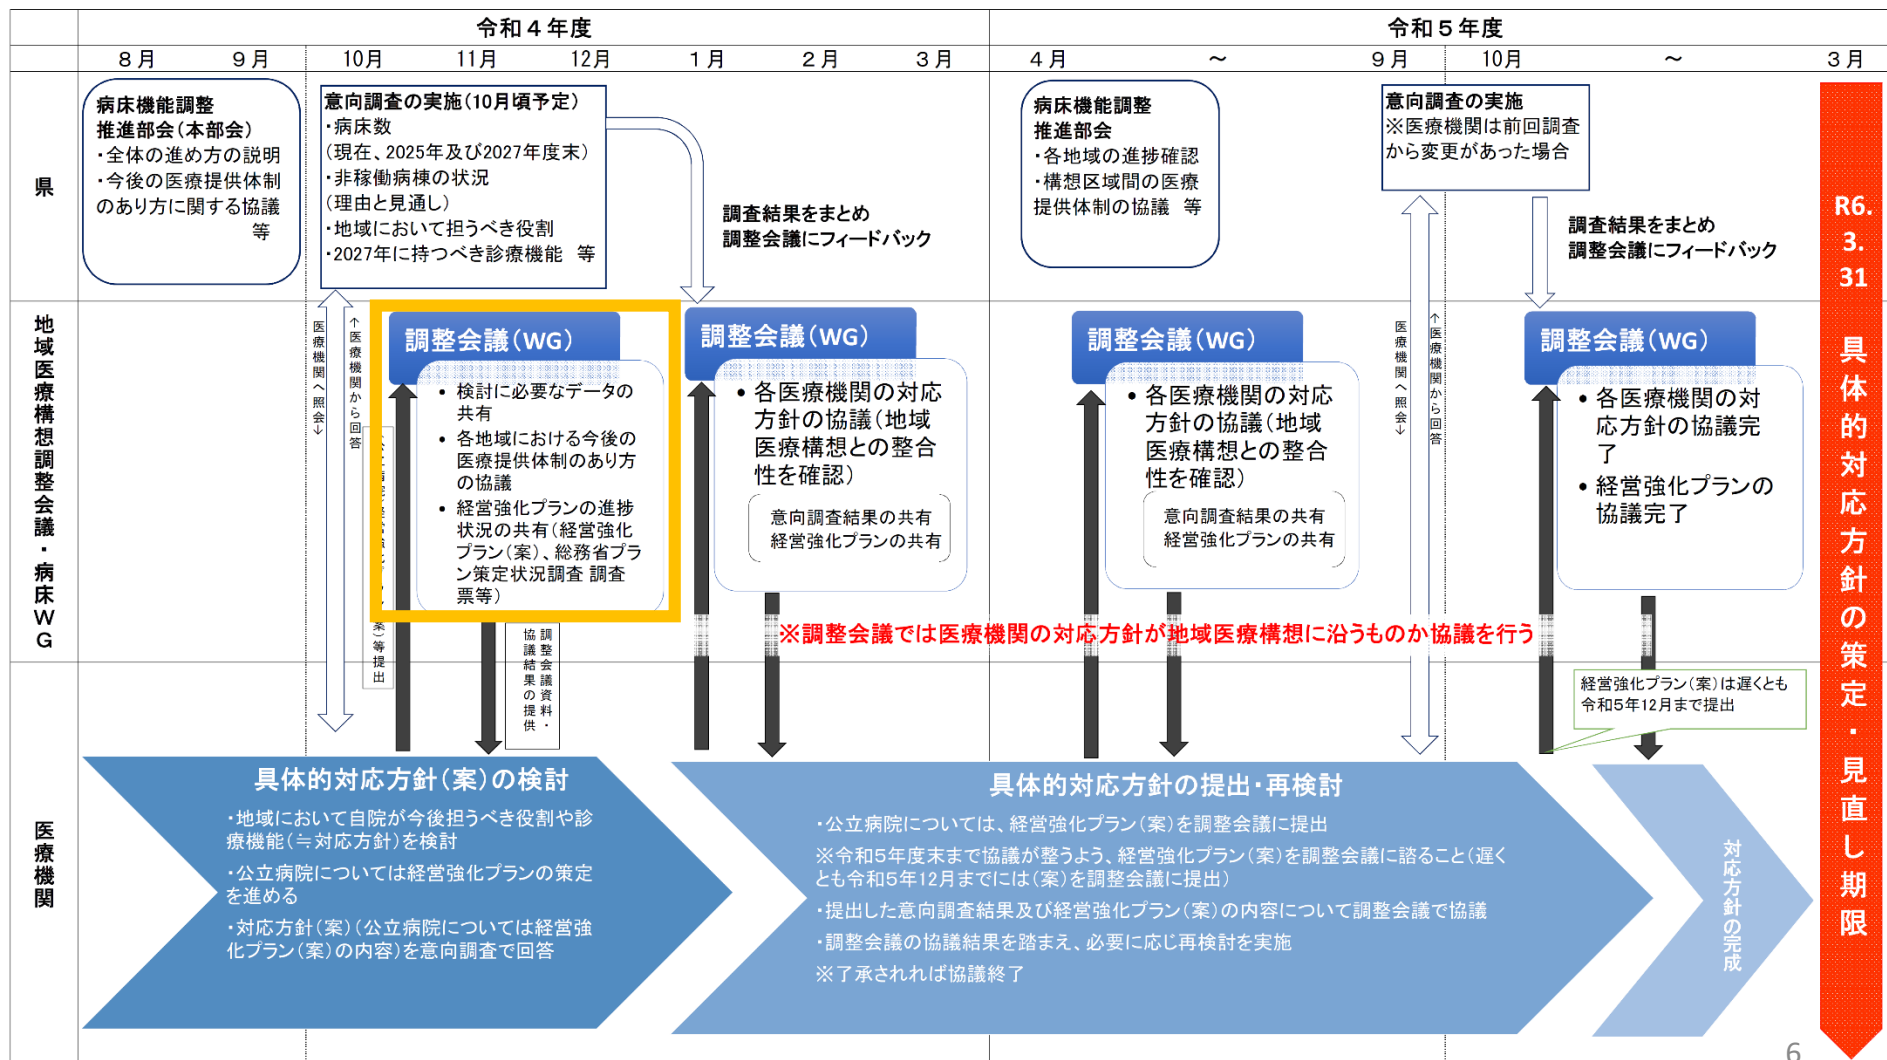 令和４年度
令和５年度
８月
９月
10月
11月
12月
１月
２月
３月
４月
～
９月
10月
～
３月
県
病床機能調整
推進部会（本部会）
・全体の進め方の説明
・今後の医療提供体制
のあり方に関する協議
等
意向調査の実施（10月頃予定）
・病床数
（現在、2025年及び2027年度末）
・非稼働病棟の状況
（理由と見通し）
・地域において担うべき役割
・2027年に持つべき診療機能　等
調査結果をまとめ
調整会議にフィードバック
病床機能調整
推進部会
・各地域の進捗確認
・構想区域間の医療
提供体制の協議　等
意向調査の実施
※医療機関は前回調査
から変更があった場合
調査結果をまとめ
調整会議にフィードバック
地域医療構想調整会議・病床ＷＧ
医療機関へ照会↓
↑医療機関から回答
調整会議（WG）
• 検討に必要なデータの
共有
• 各地域における今後の
医療提供体制のあり方
の協議
• 経営強化プランの進捗
状況の共有（経営強化
プラン（案）、総務省プラ
ン策定状況調査 調査
票等）
案）等提出
調整会議資料・
協議結果の提供
調整会議（WG）
• 各医療機関の対応
方針の協議（地域
医療構想との整合
性を確認）
意向調査結果の共有
経営強化プランの共有
調整会議（WG）
• 各医療機関の対応
方針の協議（地域
医療構想との整合
性を確認）
意向調査結果の共有
経営強化プランの共有
医療機関へ照会↓
↑医療機関から回答
調整会議（WG）
• 各医療機関の対
応方針の協議完
了
• 経営強化プランの
協議完了
※調整会議では医療機関の対応方針が地域医療構想に沿うものか協議を行う
経営強化プラン（案）は遅くとも
令和5年12月まで提出
医療機関
具体的対応方針（案）の検討
・地域において自院が今後担うべき役割や診
療機能（≒対応方針）を検討
・公立病院については経営強化プランの策定
を進める
・対応方針（案）（公立病院については経営強
化プラン（案）の内容）を意向調査で回答
具体的対応方針の提出・再検討
・公立病院については、経営強化プラン（案）を調整会議に提出
※令和5年度末まで協議が整うよう、経営強化プラン（案）を調整会議に諮ること（遅く
とも令和5年12月までには（案）を調整会議に提出）
・提出した意向調査結果及び経営強化プラン（案）の内容について調整会議で協議
・調整会議の協議結果を踏まえ、必要に応じ再検討を実施
※了承されれば協議終了
対応方針の完成
R6.
3.
31
具体的対応方針の策定・見直し期限
6